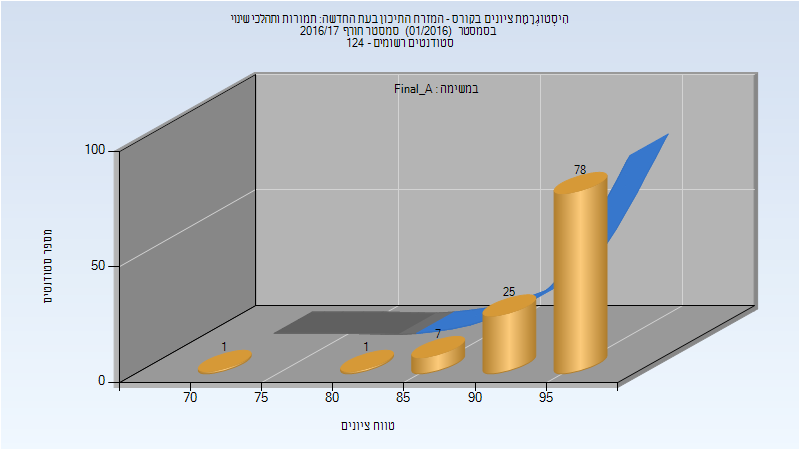 היסטוגרמת ציונים בקורס - המזרח התיכון בעת החדשה: תמורות ותהלכי שינוי
בסמסטר (01/2016) סמסטר חורף 2016/17
סטודנטים רשומים - 124
במשימה : Final_A
מספר סטודנטים
100
50
0
1
1
7
25
78
70
75
80
85
90
95
טווח ציונים